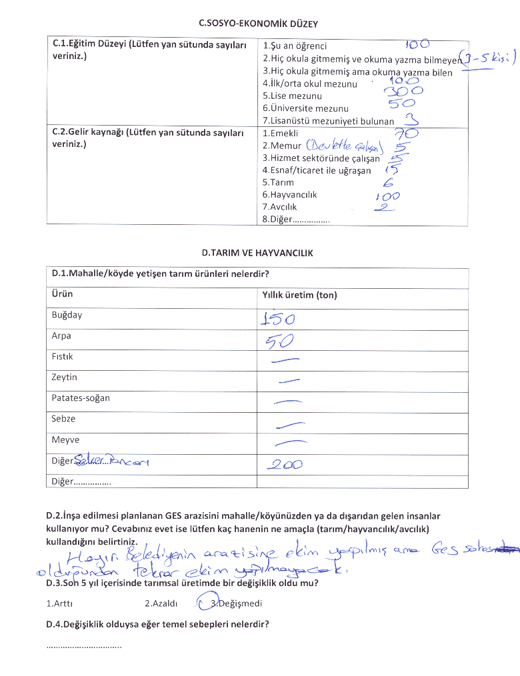 C.SOSYO-EKONOMİK DÜZEY
C.1.Eğitim Düzeyi (Lütfen yan sütunda sayıları veriniz.)
1.Şu an öğrenci 100
2.Hiç okula gitmemiş ve okuma yazma bilmeyen (3-5 kişi)
3.Hiç okula gitmemiş ama okuma yazma bilen
4.İlk/orta okul mezunu 100
5.Lise mezunu 300
6.Üniversite mezunu 50
7.Lisanüstü mezuniyeti bulunan 3
C.2.Gelir kaynağı (Lütfen yan sütunda sayıları veriniz.)
1.Emekli 70
2.Memur (Devlette çalışan) 5
3.Hizmet sektöründe çalışan 5
4.Esnaf/ticaret ile uğraşan 15
5.Tarım 6
6.Hayvancılık 100
7.Avcılık 2
8.Diğer...............
D.TARIM VE HAYVANCILIK
D.1.Mahalle/köyde yetişen tarım ürünleri nelerdir?
Ürün Yıllık üretim (ton)
Buğday 150
Arpa 50
Fıstık —
Zeytin —
Patates-soğan —
Sebze —
Meyve —
Diğer Şeker Pancarı 200
Diğer...............
D.2.İnşa edilmesi planlanan GES arazisini mahalle/köyünüzden ya da dışarıdan gelen insanlar
kullanıyor mu? Cevabınız evet ise lütfen kaç hanenin ne amaçla (tarım/hayvancılık/avcılık)
kullandığını belirtiniz.
Hayır. Belediyenin arazisine ekim yapılmış ama Ges sahası
olduğundan tekrar ekim yapılmayacak.
D.3.Son 5 yıl içerisinde tarımsal üretimde bir değişiklik oldu mu?
1.Arttı 2.Azaldı 3.Değişmedi
D.4.Değişiklik olduysa eğer temel sebepleri nelerdir?
............................